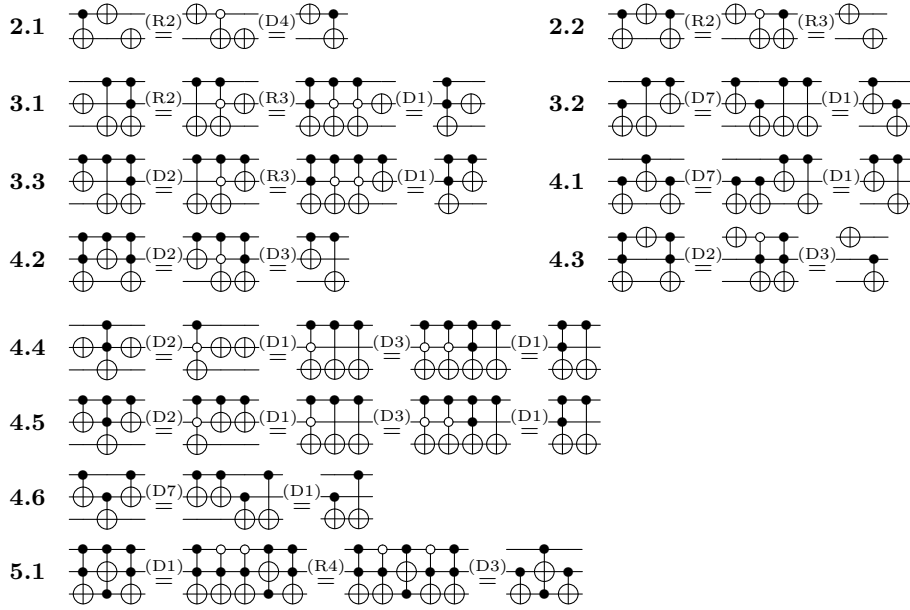 2.1 (R2) = (D4) = 2.2 (R2) = (R3) =
3.1 (R2) = (R3) = (D1) = 3.2 (D7) = (D1) =
3.3 (D2) = (R3) = (D1) = 4.1 (D7) = (D1) =
4.2 (D2) = (D3) = 4.3 (D2) = (D3) =
4.4 (D2) = (D1) = (D3) = (D1) =
4.5 (D2) = (D1) = (D3) = (D1) =
4.6 (D7) = (D1) =
5.1 (D1) = (R4) = (D3) =